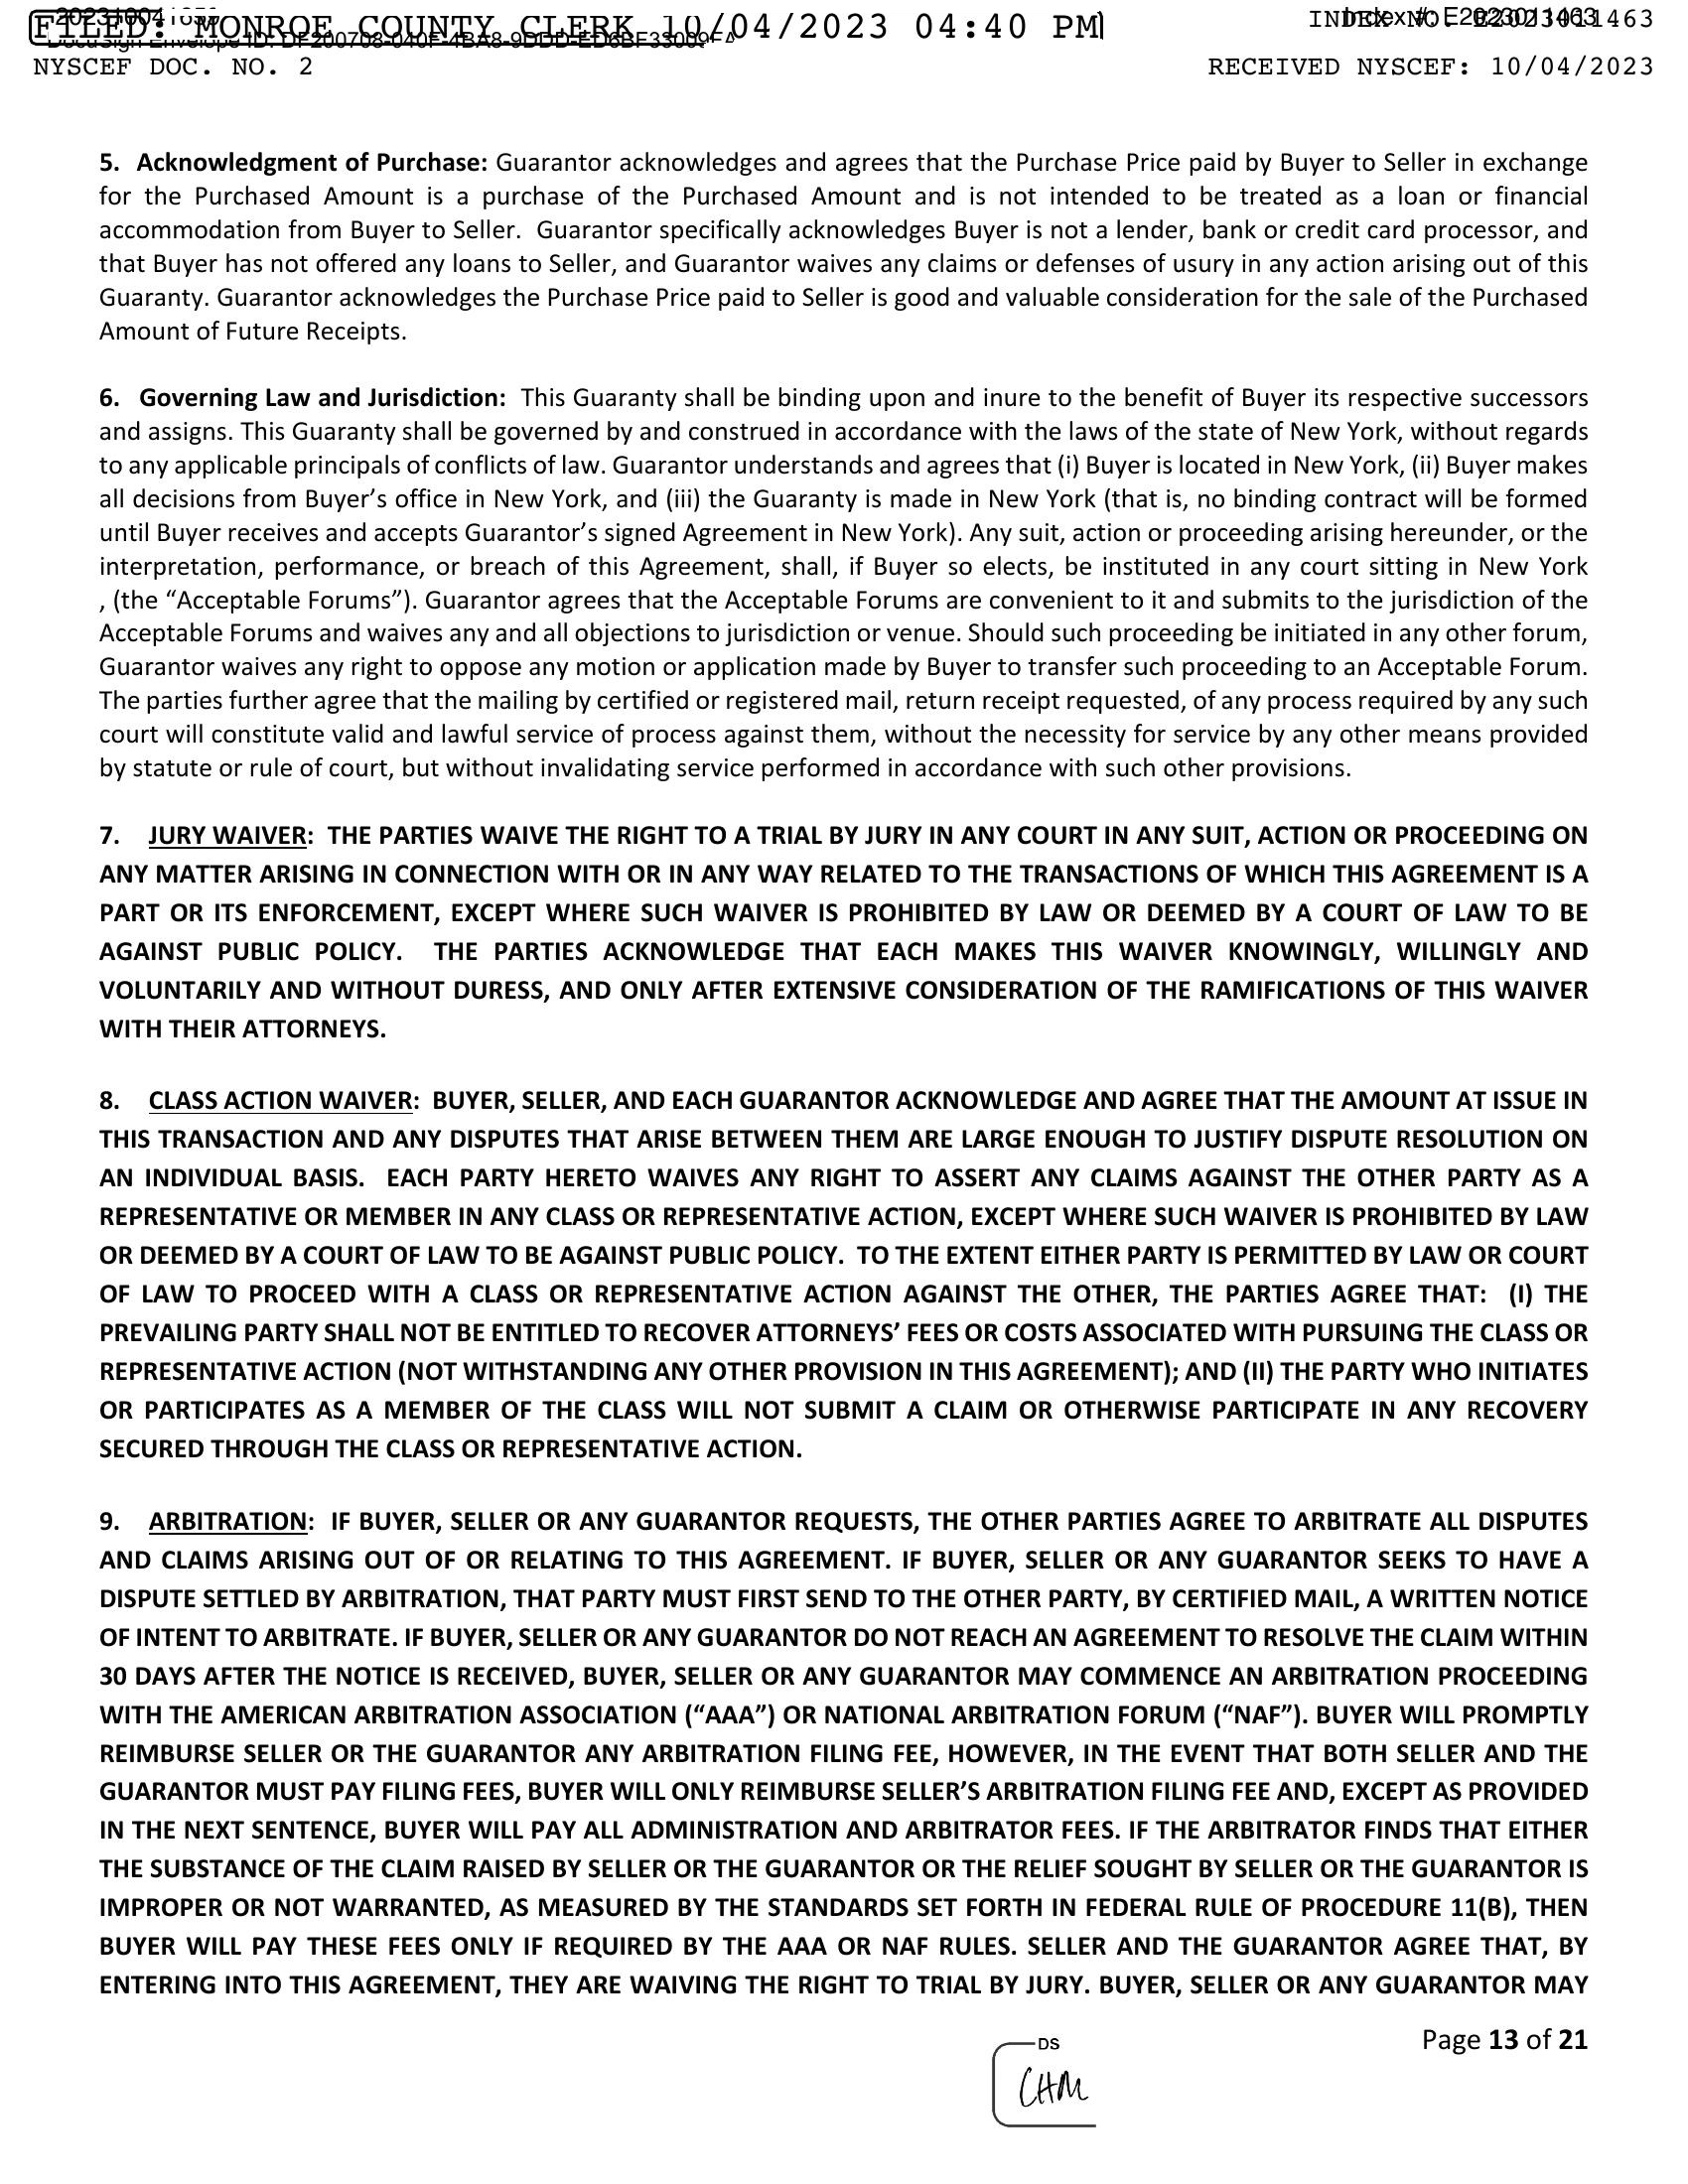 202310041050
FILED: MONROE COUNTY CLERK 10/04/2023 04:40 PM
INDEX NO. E2023011463
Index #: E2023011463
NYSCEF DOC. NO. 2
RECEIVED NYSCEF: 10/04/2023
5. Acknowledgment of Purchase: Guarantor acknowledges and agrees that the Purchase Price paid by Buyer to Seller in exchange
for the Purchased Amount is a purchase of the Purchased Amount and is not intended to be treated as a loan or financial
accommodation from Buyer to Seller. Guarantor specifically acknowledges Buyer is not a lender, bank or credit card processor, and
that Buyer has not offered any loans to Seller, and Guarantor waives any claims or defenses of usury in any action arising out of this
Guaranty. Guarantor acknowledges the Purchase Price paid to Seller is good and valuable consideration for the sale of the Purchased
Amount of Future Receipts.
6. Governing Law and Jurisdiction: This Guaranty shall be binding upon and inure to the benefit of Buyer its respective successors
and assigns. This Guaranty shall be governed by and construed in accordance with the laws of the state of New York, without regards
to any applicable principals of conflicts of law. Guarantor understands and agrees that (i) Buyer is located in New York, (ii) Buyer makes
all decisions from Buyer’s office in New York, and (iii) the Guaranty is made in New York (that is, no binding contract will be formed
until Buyer receives and accepts Guarantor’s signed Agreement in New York). Any suit, action or proceeding arising hereunder, or the
interpretation, performance, or breach of this Agreement, shall, if Buyer so elects, be instituted in any court sitting in New York
, (the “Acceptable Forums”). Guarantor agrees that the Acceptable Forums are convenient to it and submits to the jurisdiction of the
Acceptable Forums and waives any and all objections to jurisdiction or venue. Should such proceeding be initiated in any other forum,
Guarantor waives any right to oppose any motion or application made by Buyer to transfer such proceeding to an Acceptable Forum.
The parties further agree that the mailing by certified or registered mail, return receipt requested, of any process required by any such
court will constitute valid and lawful service of process against them, without the necessity for service by any other means provided
by statute or rule of court, but without invalidating service performed in accordance with such other provisions.
7. JURY WAIVER: THE PARTIES WAIVE THE RIGHT TO A TRIAL BY JURY IN ANY COURT IN ANY SUIT, ACTION OR PROCEEDING ON
ANY MATTER ARISING IN CONNECTION WITH OR IN ANY WAY RELATED TO THE TRANSACTIONS OF WHICH THIS AGREEMENT IS A
PART OR ITS ENFORCEMENT, EXCEPT WHERE SUCH WAIVER IS PROHIBITED BY LAW OR DEEMED BY A COURT OF LAW TO BE
AGAINST PUBLIC POLICY. THE PARTIES ACKNOWLEDGE THAT EACH MAKES THIS WAIVER KNOWINGLY, WILLINGLY AND
VOLUNTARILY AND WITHOUT DURESS, AND ONLY AFTER EXTENSIVE CONSIDERATION OF THE RAMIFICATIONS OF THIS WAIVER
WITH THEIR ATTORNEYS.
8. CLASS ACTION WAIVER: BUYER, SELLER, AND EACH GUARANTOR ACKNOWLEDGE AND AGREE THAT THE AMOUNT AT ISSUE IN
THIS TRANSACTION AND ANY DISPUTES THAT ARISE BETWEEN THEM ARE LARGE ENOUGH TO JUSTIFY DISPUTE RESOLUTION ON
AN INDIVIDUAL BASIS. EACH PARTY HERETO WAIVES ANY RIGHT TO ASSERT ANY CLAIMS AGAINST THE OTHER PARTY AS A
REPRESENTATIVE OR MEMBER IN ANY CLASS OR REPRESENTATIVE ACTION, EXCEPT WHERE SUCH WAIVER IS PROHIBITED BY LAW
OR DEEMED BY A COURT OF LAW TO BE AGAINST PUBLIC POLICY. TO THE EXTENT EITHER PARTY IS PERMITTED BY LAW OR COURT
OF LAW TO PROCEED WITH A CLASS OR REPRESENTATIVE ACTION AGAINST THE OTHER, THE PARTIES AGREE THAT: (I) THE
PREVAILING PARTY SHALL NOT BE ENTITLED TO RECOVER ATTORNEYS’ FEES OR COSTS ASSOCIATED WITH PURSUING THE CLASS OR
REPRESENTATIVE ACTION (NOT WITHSTANDING ANY OTHER PROVISION IN THIS AGREEMENT); AND (II) THE PARTY WHO INITIATES
OR PARTICIPATES AS A MEMBER OF THE CLASS WILL NOT SUBMIT A CLAIM OR OTHERWISE PARTICIPATE IN ANY RECOVERY
SECURED THROUGH THE CLASS OR REPRESENTATIVE ACTION.
9. ARBITRATION: IF BUYER, SELLER OR ANY GUARANTOR REQUESTS, THE OTHER PARTIES AGREE TO ARBITRATE ALL DISPUTES
AND CLAIMS ARISING OUT OF OR RELATING TO THIS AGREEMENT. IF BUYER, SELLER OR ANY GUARANTOR SEEKS TO HAVE A
DISPUTE SETTLED BY ARBITRATION, THAT PARTY MUST FIRST SEND TO THE OTHER PARTY, BY CERTIFIED MAIL, A WRITTEN NOTICE
OF INTENT TO ARBITRATE. IF BUYER, SELLER OR ANY GUARANTOR DO NOT REACH AN AGREEMENT TO RESOLVE THE CLAIM WITHIN
30 DAYS AFTER THE NOTICE IS RECEIVED, BUYER, SELLER OR ANY GUARANTOR MAY COMMENCE AN ARBITRATION PROCEEDING
WITH THE AMERICAN ARBITRATION ASSOCIATION (“AAA”) OR NATIONAL ARBITRATION FORUM (“NAF”). BUYER WILL PROMPTLY
REIMBURSE SELLER OR THE GUARANTOR ANY ARBITRATION FILING FEE, HOWEVER, IN THE EVENT THAT BOTH SELLER AND THE
GUARANTOR MUST PAY FILING FEES, BUYER WILL ONLY REIMBURSE SELLER’S ARBITRATION FILING FEE AND, EXCEPT AS PROVIDED
IN THE NEXT SENTENCE, BUYER WILL PAY ALL ADMINISTRATION AND ARBITRATOR FEES. IF THE ARBITRATOR FINDS THAT EITHER
THE SUBSTANCE OF THE CLAIM RAISED BY SELLER OR THE GUARANTOR OR THE RELIEF SOUGHT BY SELLER OR THE GUARANTOR IS
IMPROPER OR NOT WARRANTED, AS MEASURED BY THE STANDARDS SET FORTH IN FEDERAL RULE OF PROCEDURE 11(B), THEN
BUYER WILL PAY THESE FEES ONLY IF REQUIRED BY THE AAA OR NAF RULES. SELLER AND THE GUARANTOR AGREE THAT, BY
ENTERING INTO THIS AGREEMENT, THEY ARE WAIVING THE RIGHT TO TRIAL BY JURY. BUYER, SELLER OR ANY GUARANTOR MAY
Page 13 of 21
DS
CHM